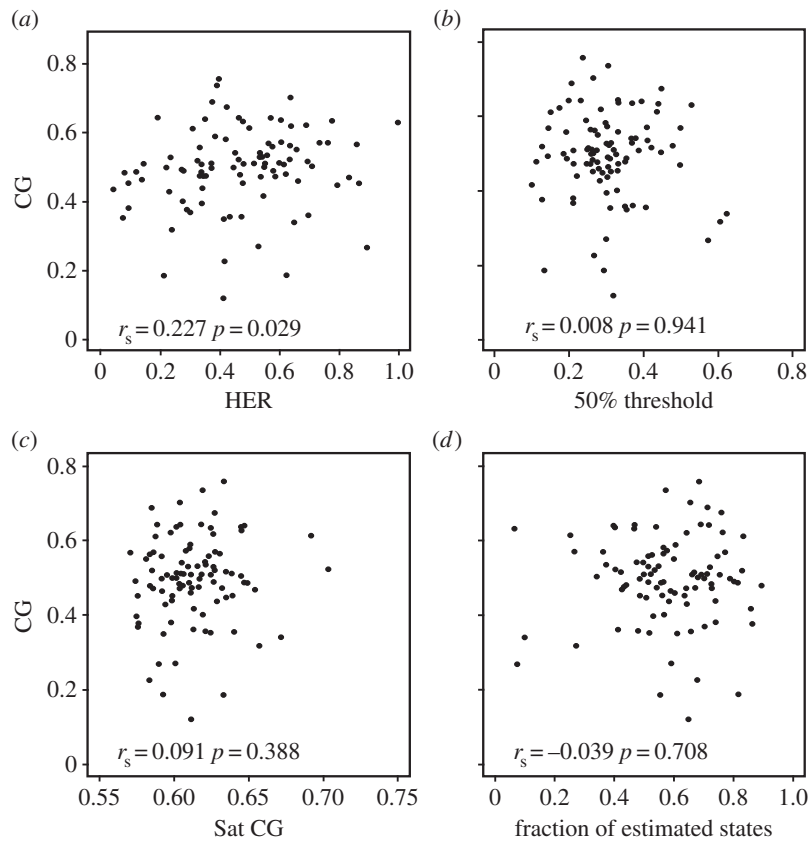 (a)
CG
0.8
0.6
0.4
0.2
0
rs = 0.227 p = 0.029
0 0.2 0.4 0.6 0.8 1.0
HER
(b)
rs = 0.008 p = 0.941
0 0.2 0.4 0.6 0.8
50% threshold
(c)
CG
0.8
0.6
0.4
0.2
0
rs = 0.091 p = 0.388
0.55 0.60 0.65 0.70 0.75
Sat CG
(d)
rs = –0.039 p = 0.708
0 0.2 0.4 0.6 0.8 1.0
fraction of estimated states